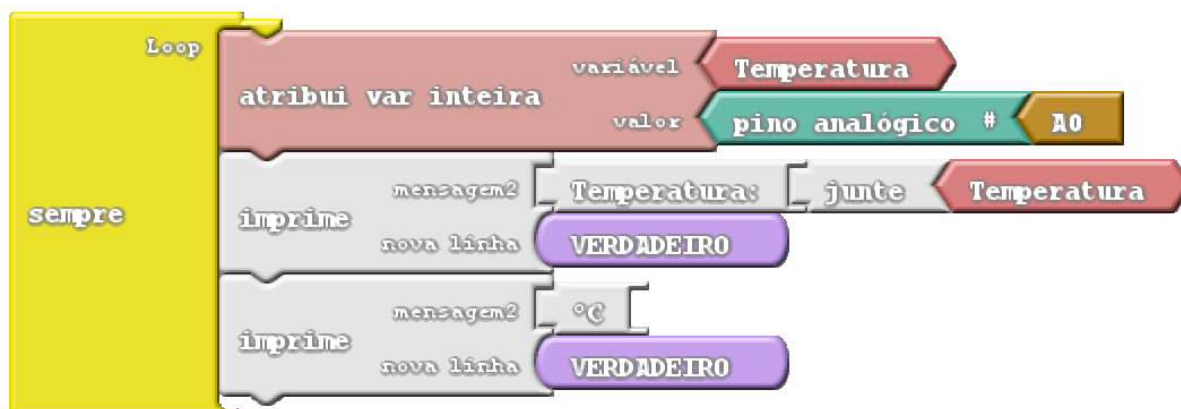 Loop
variável Temperatura
atribui var inteira
valor pino analógico # A0
mensagem2 Temperatura: junte Temperatura
sempre
imprime
nova linha VERDADEIRO
mensagem2 ºC
imprime
nova linha VERDADEIRO